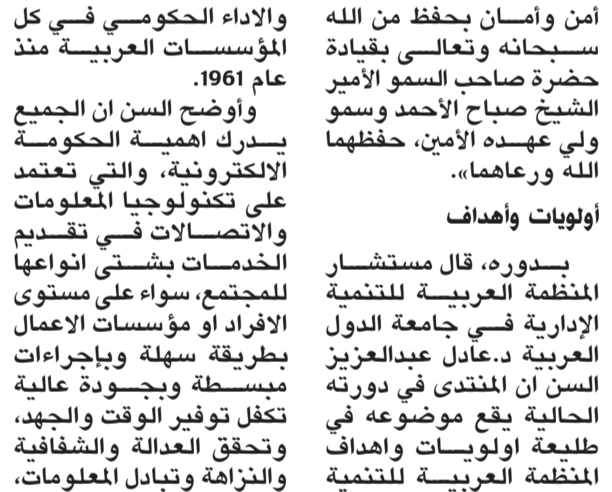 أمن وأمان بحفظ من الله
سبحانه وتعالى بقيادة
حضرة صاحب السمو الأمير
الشيخ صباح الأحمد وسمو
ولي عهده الأمين، حفظهما
الله ورعاهما».
أولويات وأهداف
بدوره، قال مستشار
المنظمة العربية للتنمية
الإدارية في جامعة الدول
العربية د.عادل عبدالعزيز
السن ان المنتدى في دورته
الحالية يقع موضوعه في
طليعة اولويات واهداف
المنظمة العربية للتنمية
والاداء الحكومي في كل
المؤسسات العربية منذ
عام 1961.
وأوضح السن ان الجميع
يدرك اهمية الحكومة
الالكترونية، والتي تعتمد
على تكنولوجيا المعلومات
والاتصالات في تقديم
الخدمات بشتى انواعها
للمجتمع، سواء على مستوى
الافراد او مؤسسات الاعمال
بطريقة سهلة وبإجراءات
مبسطة وبجودة عالية
تكفل توفير الوقت والجهد،
وتحقق العدالة والشفافية
والنزاهة وتبادل المعلومات،